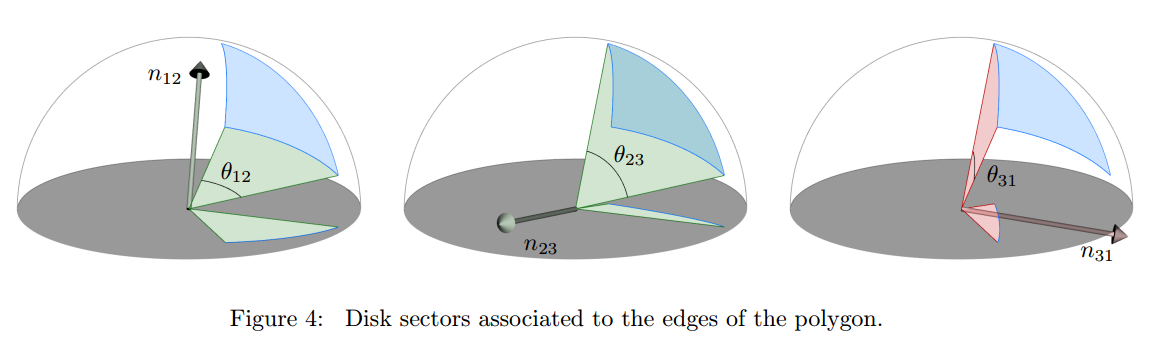 n₁₂
θ₁₂
θ₂₃
n₂₃
θ₃₁
n₃₁
Figure 4: Disk sectors associated to the edges of the polygon.